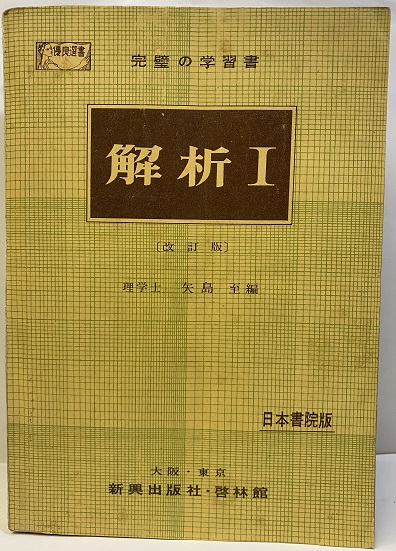 優良選書
完璧の学習書
解析 I
〔改訂版〕
理学士 矢島 至編
日本書院版
大阪・東京
新興出版社・啓林館